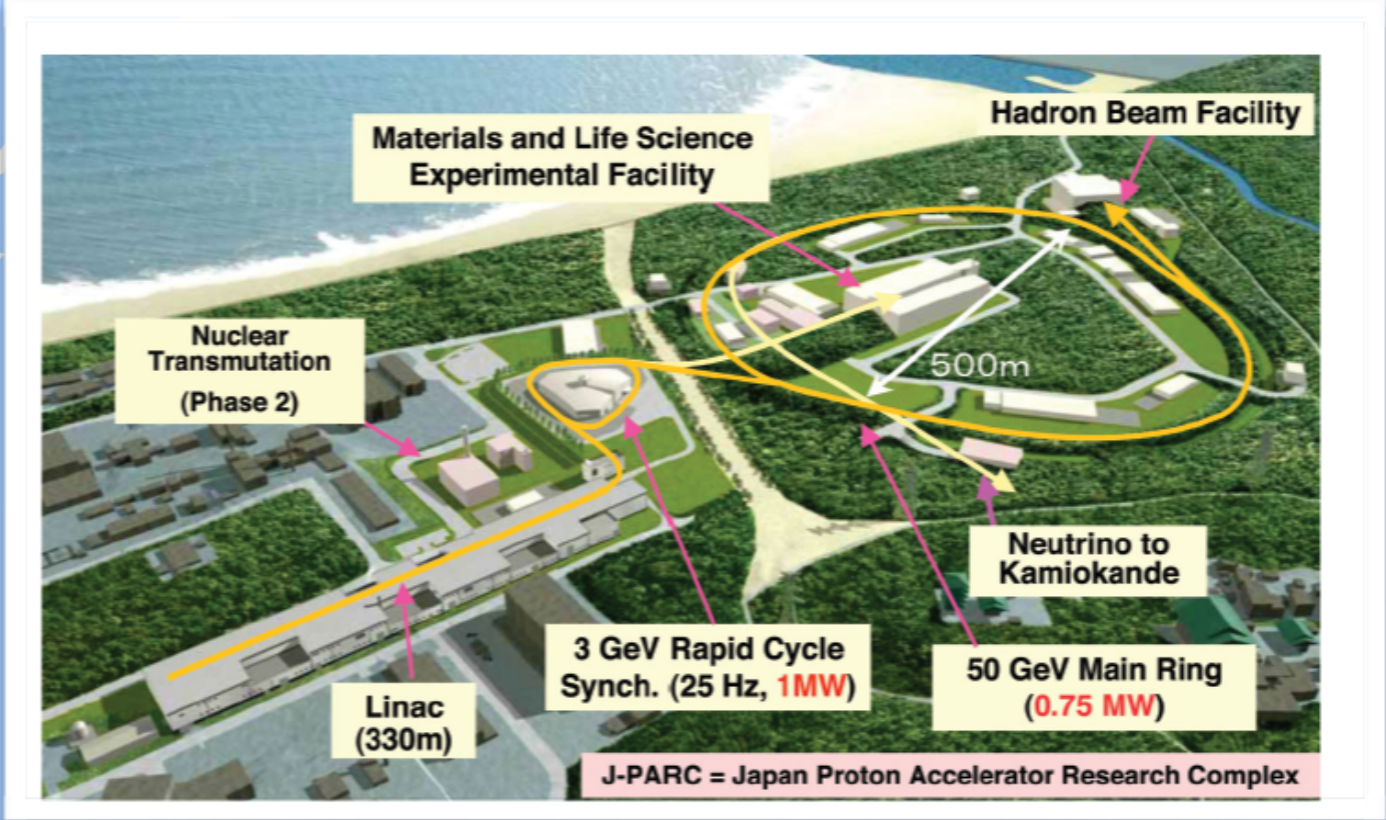 Hadron Beam Facility
Materials and Life Science
Experimental Facility
Nuclear
Transmutation
(Phase 2)
500m
Neutrino to
Kamiokande
3 GeV Rapid Cycle
Synch. (25 Hz, 1MW)
50 GeV Main Ring
(0.75 MW)
Linac
(330m)
J-PARC = Japan Proton Accelerator Research Complex